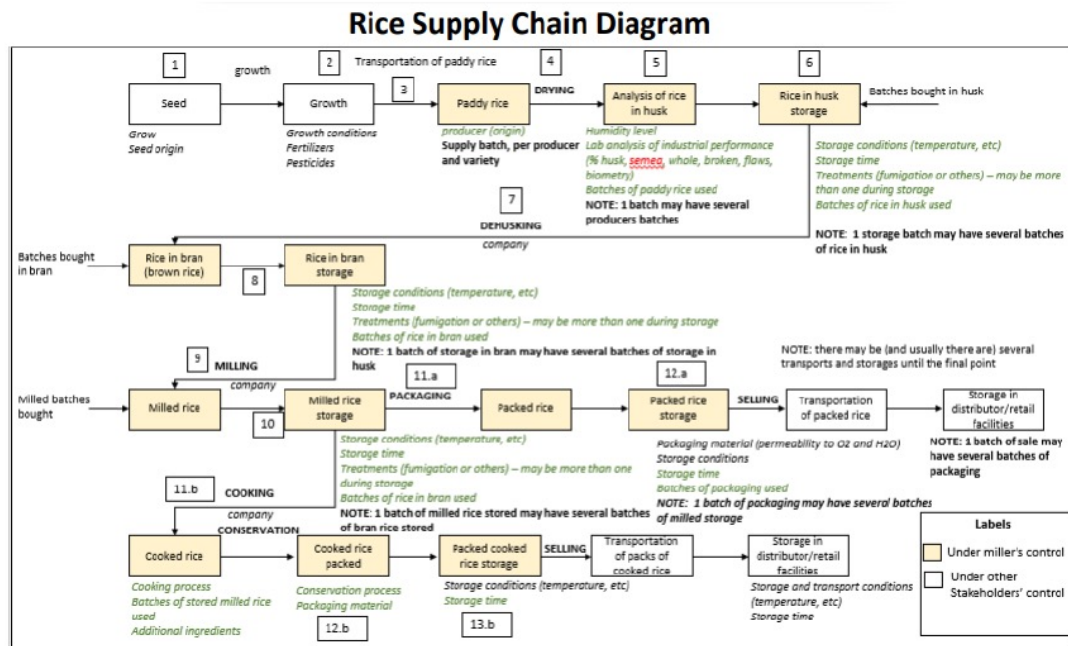 Rice Supply Chain Diagram
1
growth
2
Transportation of paddy rice
3
4
DRYING
5
6
Seed
Growth
Paddy rice
Analysis of rice
in husk
Rice in husk
storage
Batches bought in husk
Grow
Seed origin
Growth conditions
Fertilizers
Pesticides
producer (origin)
Supply batch, per producer
and variety
Humidity level
Lab analysis of industrial performance
(% husk, semea, whole, broken, flaws,
biometry)
Batches of paddy rice used
NOTE: 1 batch may have several
producers batches
Storage conditions (temperature, etc)
Storage time
Treatments (fumigation or others) – may be more
than one during storage
Batches of rice in husk used
NOTE: 1 storage batch may have several batches
of rice in husk
7
DEHUSKING
company
Batches bought
in bran
Rice in bran
(brown rice)
8
Rice in bran
storage
Storage conditions (temperature, etc)
Storage time
Treatments (fumigation or others) – may be more than one during storage
Batches of rice in bran used
NOTE: 1 batch of storage in bran may have several batches of storage in
husk
9
MILLING
company
11.a
PACKAGING
12.a
SELLING
NOTE: there may be (and usually there are) several
transports and storages until the final point
Milled batches
bought
Milled rice
10
Milled rice
storage
Packed rice
Packed rice
storage
Transportation
of packed rice
Storage in
distributor/retail
facilities
Storage conditions (temperature, etc)
Storage time
Treatments (fumigation or others) – may be more than one
during storage
Batches of rice in bran used
NOTE: 1 batch of milled rice stored may have several batches
of bran rice stored
Packaging material (permeability to O2 and H2O)
Storage conditions
Storage time
Batches of packaging used
NOTE: 1 batch of packaging may have several batches
of milled storage
NOTE: 1 batch of sale may
have several batches of
packaging
11.b
COOKING
company
CONSERVATION
SELLING
Cooked rice
Cooked rice
packed
Packed cooked
rice storage
Transportation
of packs of
cooked rice
Storage in
distributor/retail
facilities
Cooking process
Batches of stored milled rice
used
Additional ingredients
Conservation process
Packaging material
12.b
Storage conditions (temperature, etc)
Storage time
13.b
Storage and transport conditions
(temperature, etc)
Storage time
Labels
Under miller's control
Under other
Stakeholders' control